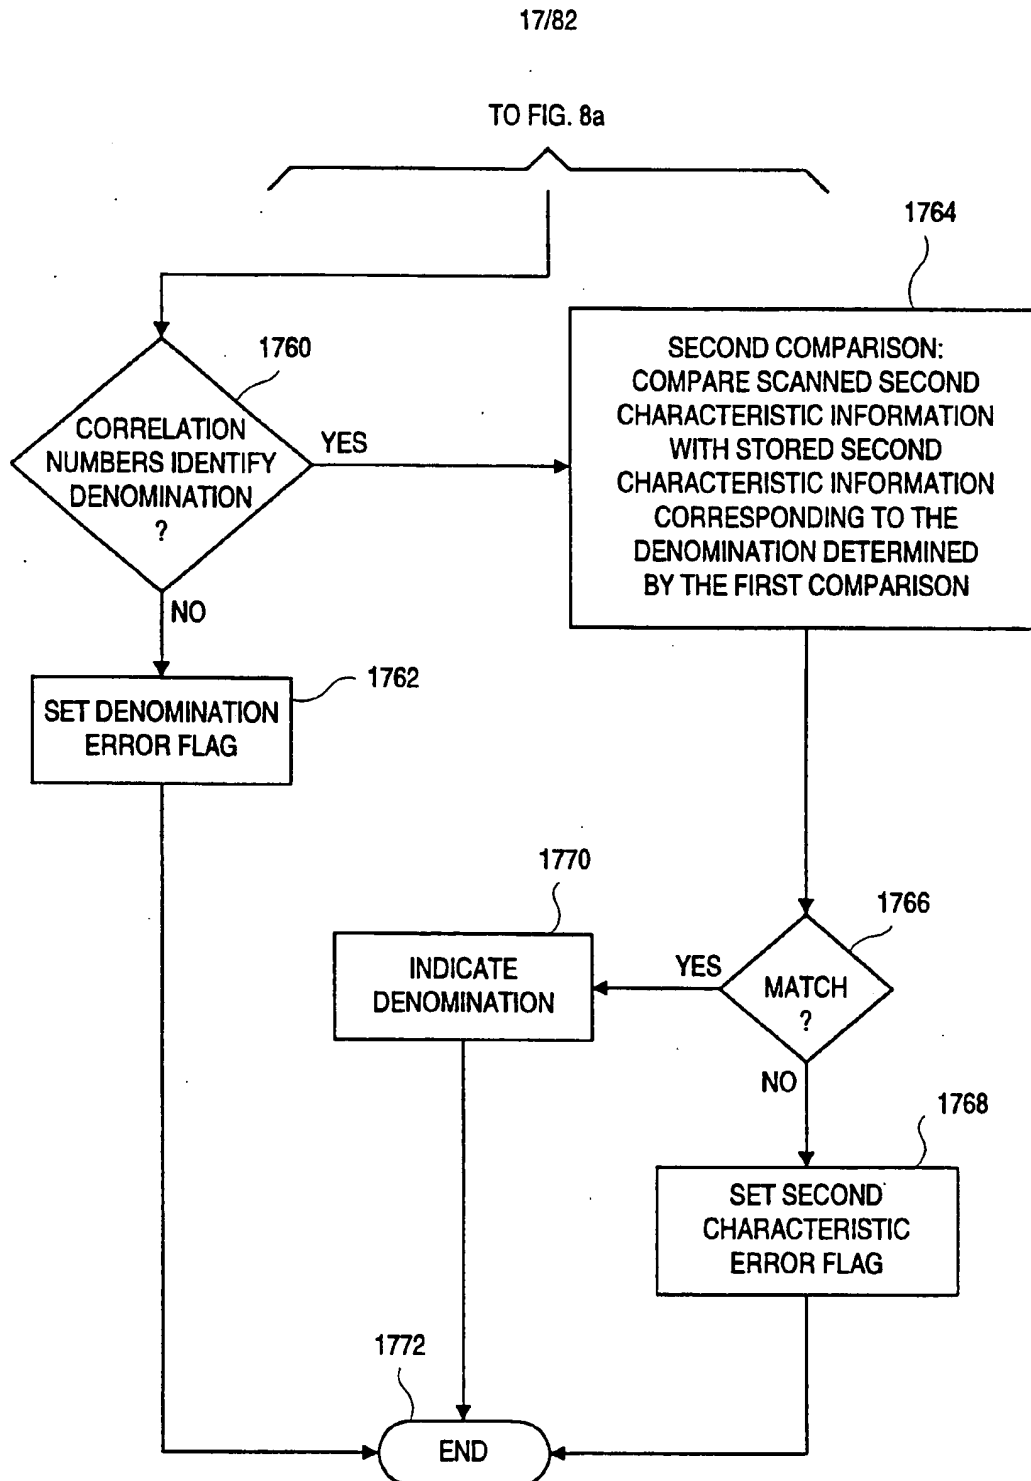 17/82
TO FIG. 8a
1764
SECOND COMPARISON:
COMPARE SCANNED SECOND
CHARACTERISTIC INFORMATION
WITH STORED SECOND
CHARACTERISTIC INFORMATION
CORRESPONDING TO THE
DENOMINATION DETERMINED
BY THE FIRST COMPARISON
1760
CORRELATION
NUMBERS IDENTIFY
DENOMINATION
?
YES
NO
1762
SET DENOMINATION
ERROR FLAG
1770
INDICATE
DENOMINATION
1766
YES
MATCH
?
NO
1768
SET SECOND
CHARACTERISTIC
ERROR FLAG
1772
END